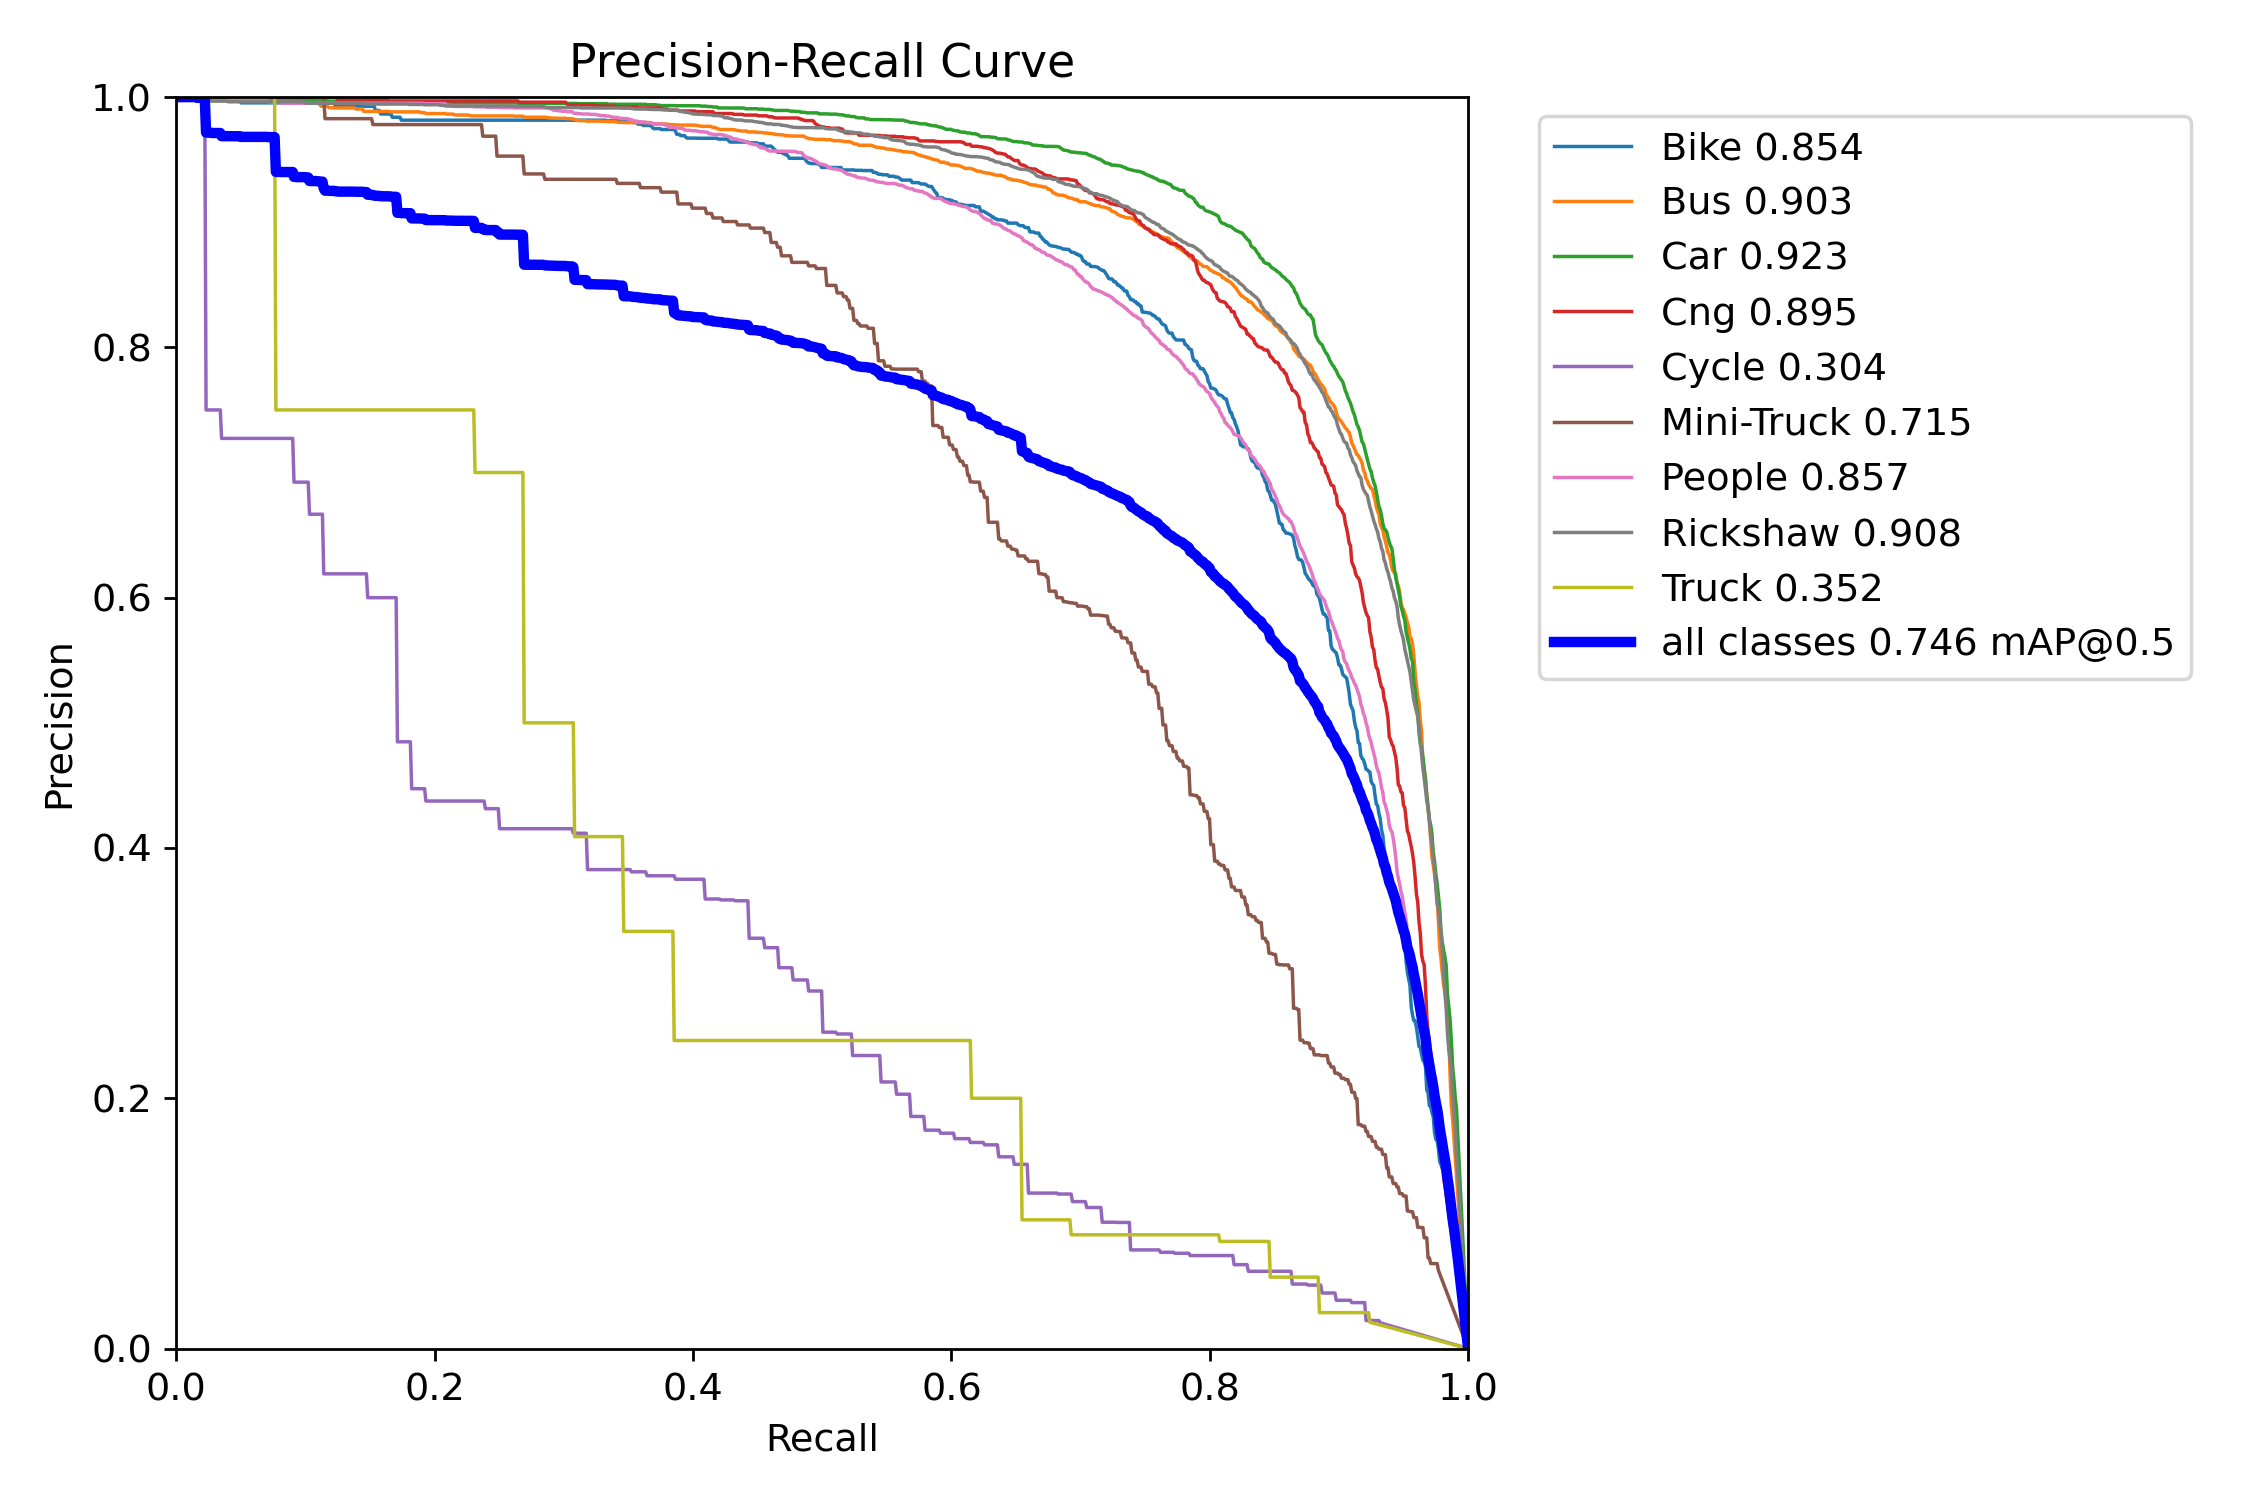 Precision-Recall Curve
1.0
0.8
0.6
0.4
0.2
0.0
Precision
0.0 0.2 0.4 0.6 0.8 1.0
Recall
Bike 0.854
Bus 0.903
Car 0.923
Cng 0.895
Cycle 0.304
Mini-Truck 0.715
People 0.857
Rickshaw 0.908
Truck 0.352
all classes 0.746 mAP@0.5